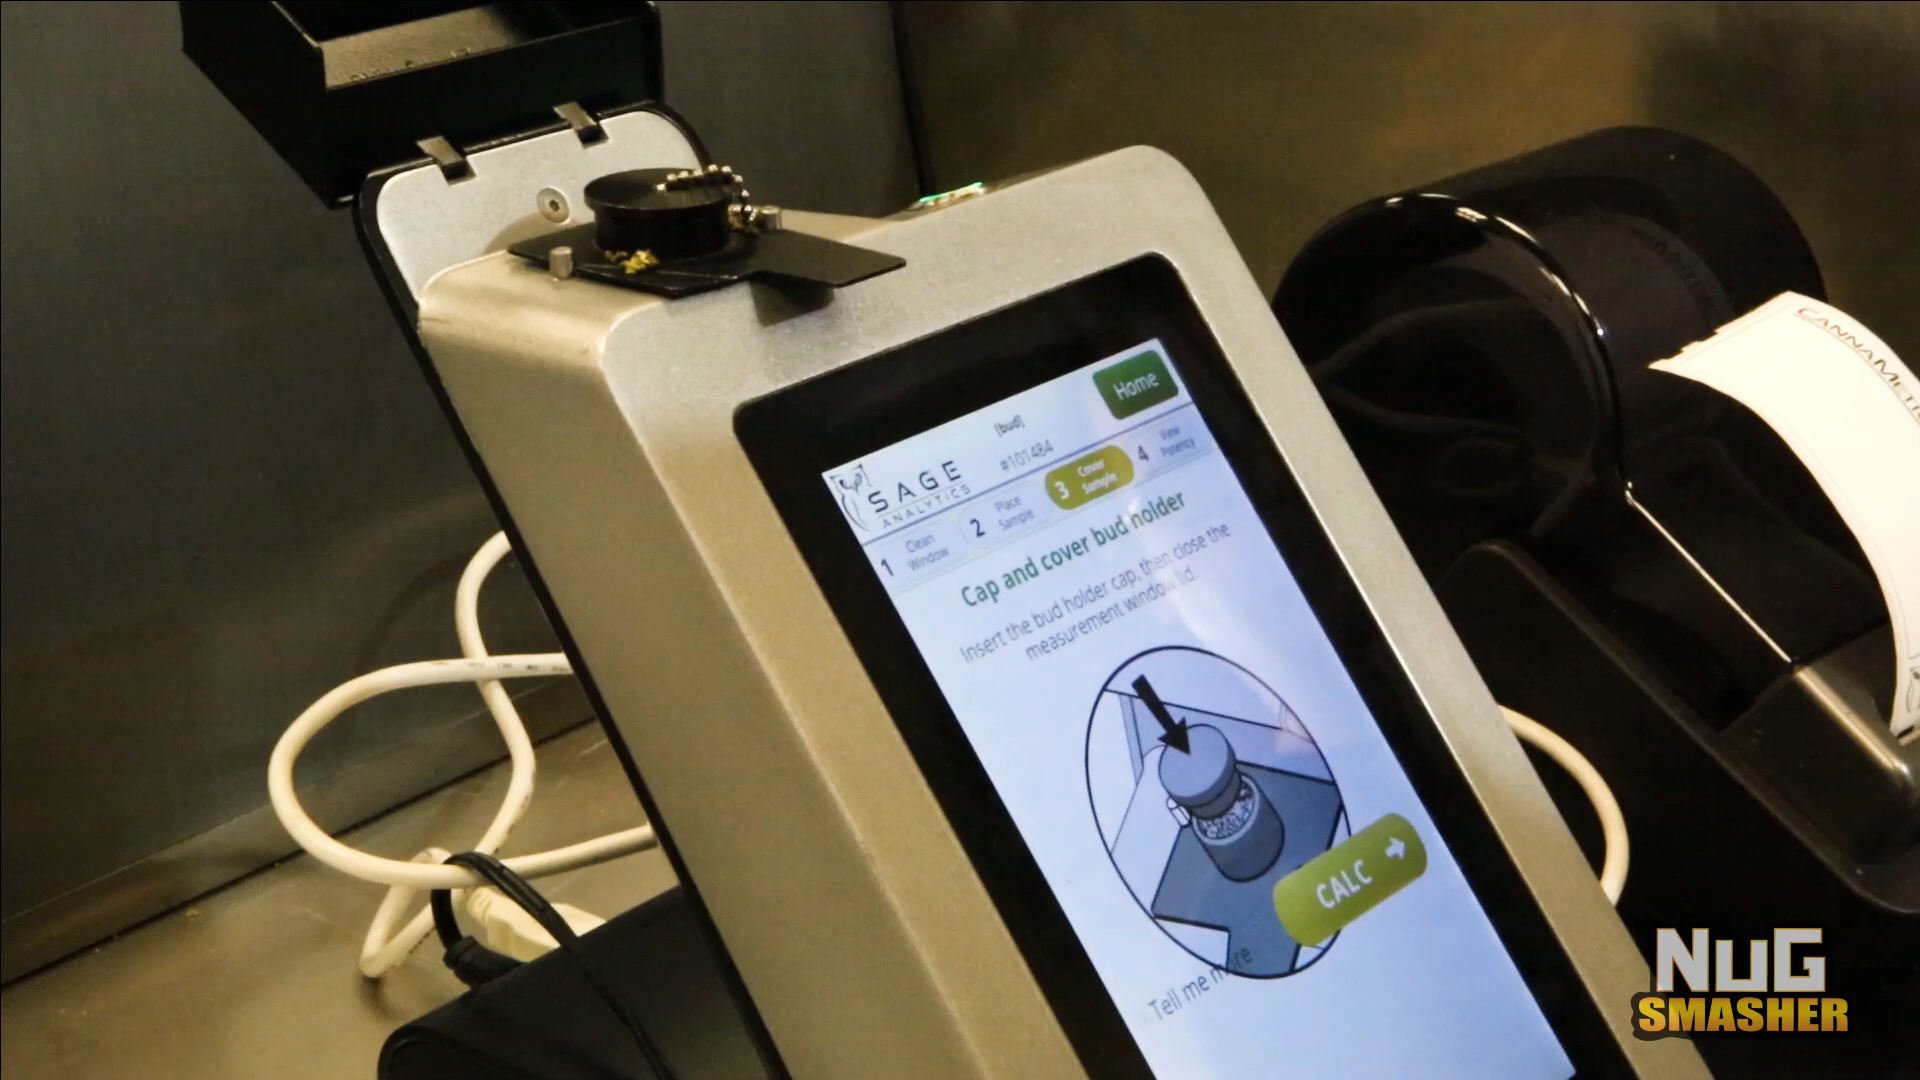 Home
[bud]
#101484
SAGE
ANALYTICS
1 Clean Window
2 Place Sample
3 Cover Sample
4 View Potency
Cap and cover bud holder
Insert the bud holder cap, then close the
measurement window lid.
CALC
Tell me more
NUG
SMASHER